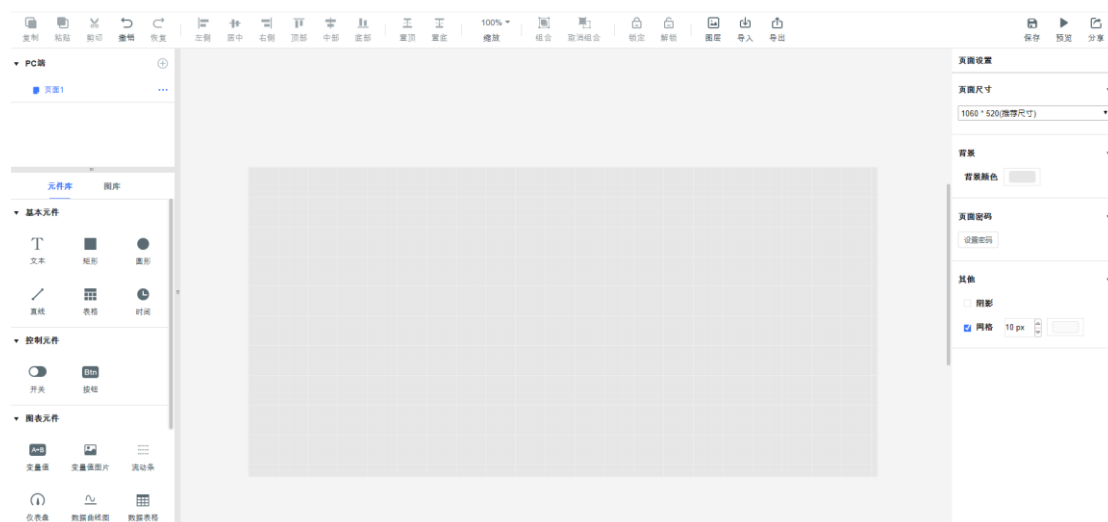 复制 粘贴 剪切 撤销 恢复 左侧 居中 右侧 顶部 中部 底部 置顶 置底 100% 缩放 组合 取消组合 锁定 解锁 图层 导入 导出 保存 预览 分享
PC端
页面1
元件库 图库
基本元件
T
文本 矩形 圆形
直线 表格 时间
控制元件
Btn
开关 按钮
图表元件
A=B
变量值 变量值图片 流动条
仪表盘 数据曲线图 数据表格
页面设置
页面尺寸
1060 * 520(推荐尺寸)
背景
背景颜色
页面密码
设置密码
其他
阴影
网格 10 px